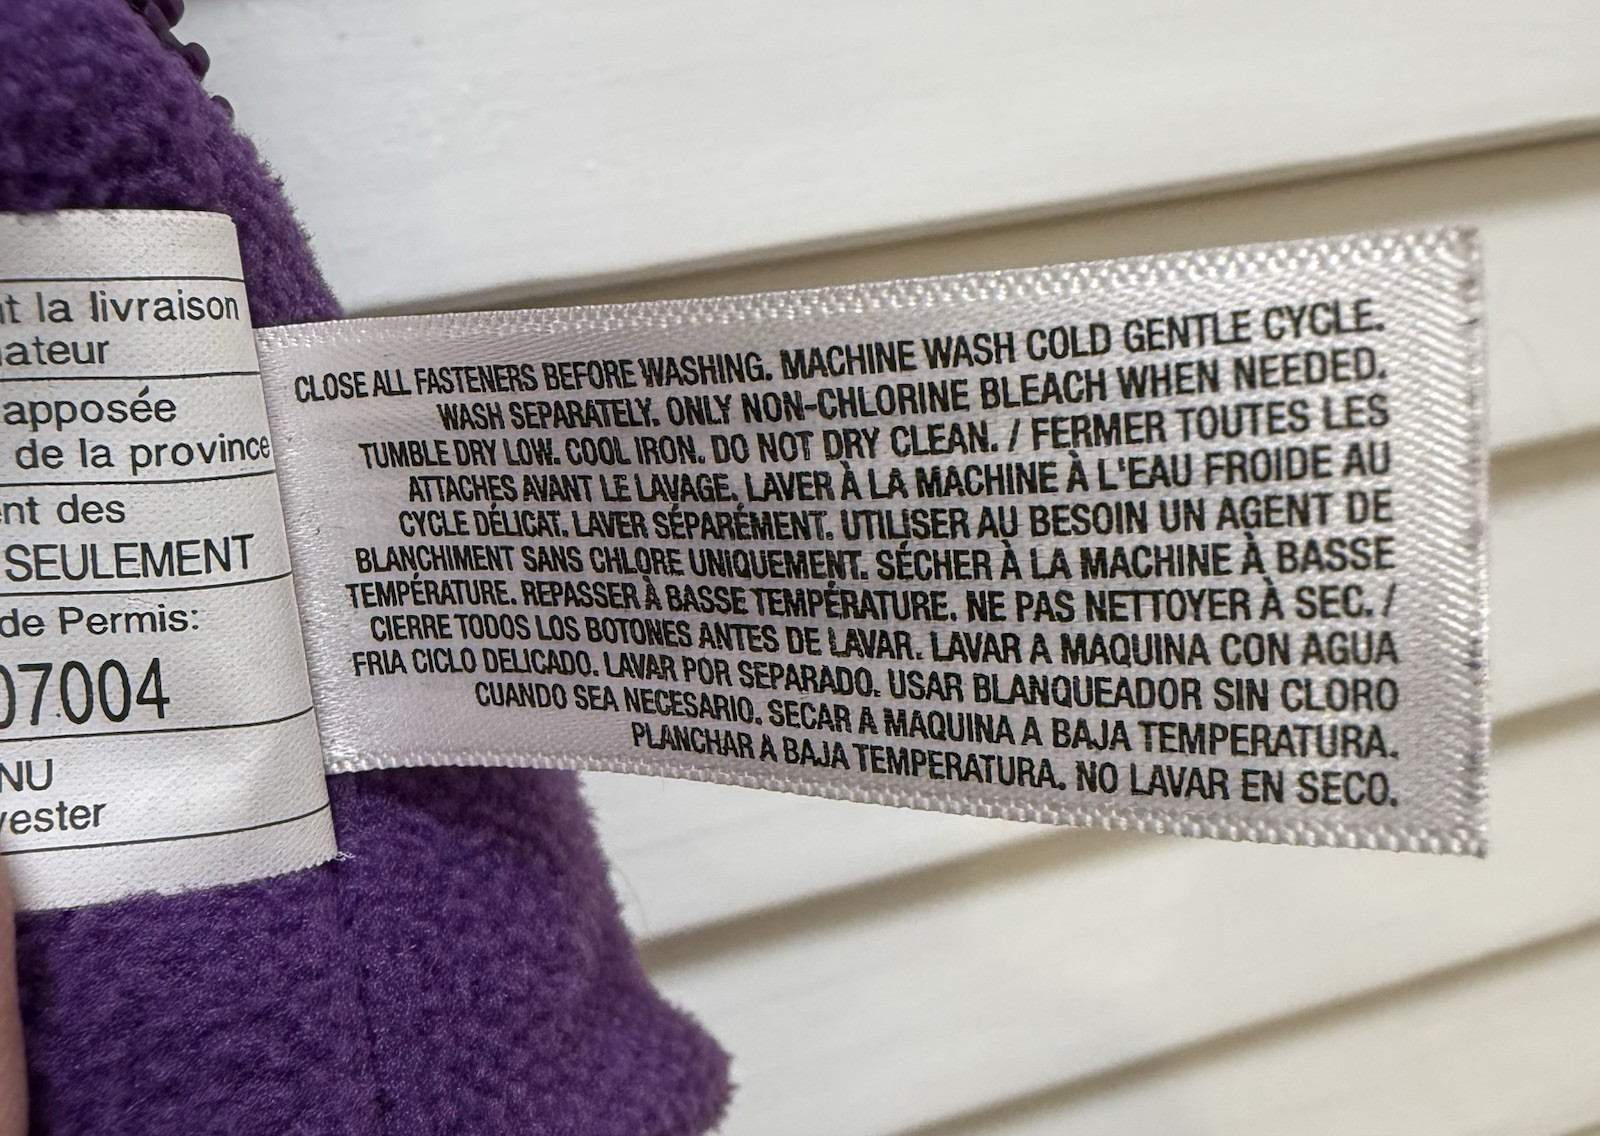 t la livraison
ateur
apposée
de la province
nt des
SEULEMENT
de Permis:
07004
NU
yester
CLOSE ALL FASTENERS BEFORE WASHING. MACHINE WASH COLD GENTLE CYCLE.
WASH SEPARATELY. ONLY NON-CHLORINE BLEACH WHEN NEEDED.
TUMBLE DRY LOW. COOL IRON. DO NOT DRY CLEAN. / FERMER TOUTES LES
ATTACHES AVANT LE LAVAGE. LAVER À LA MACHINE À L'EAU FROIDE AU
CYCLE DÉLICAT. LAVER SÉPARÉMENT. UTILISER AU BESOIN UN AGENT DE
BLANCHIMENT SANS CHLORE UNIQUEMENT. SÉCHER À LA MACHINE À BASSE
TEMPÉRATURE. REPASSER À BASSE TEMPÉRATURE. NE PAS NETTOYER À SEC. /
CIERRE TODOS LOS BOTONES ANTES DE LAVAR. LAVAR A MAQUINA CON AGUA
FRIA CICLO DELICADO. LAVAR POR SEPARADO. USAR BLANQUEADOR SIN CLORO
CUANDO SEA NECESARIO. SECAR A MAQUINA A BAJA TEMPERATURA.
PLANCHAR A BAJA TEMPERATURA. NO LAVAR EN SECO.